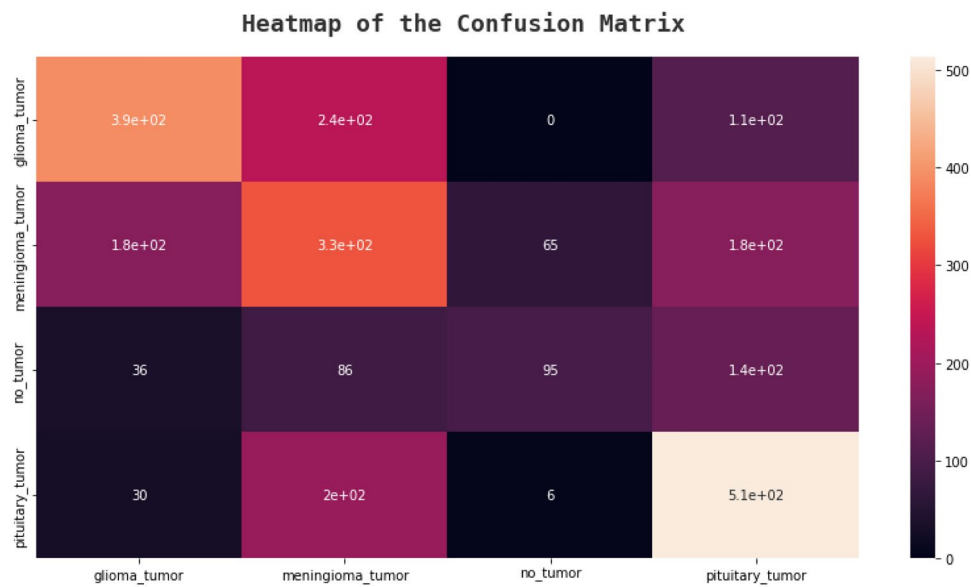 Heatmap of the Confusion Matrix
glioma_tumor
3.9e+02
2.4e+02
0
1.1e+02
meningioma_tumor
1.8e+02
3.3e+02
65
1.8e+02
no_tumor
36
86
95
1.4e+02
pituitary_tumor
30
2e+02
6
5.1e+02
glioma_tumor
meningioma_tumor
no_tumor
pituitary_tumor
500
400
300
200
100
0